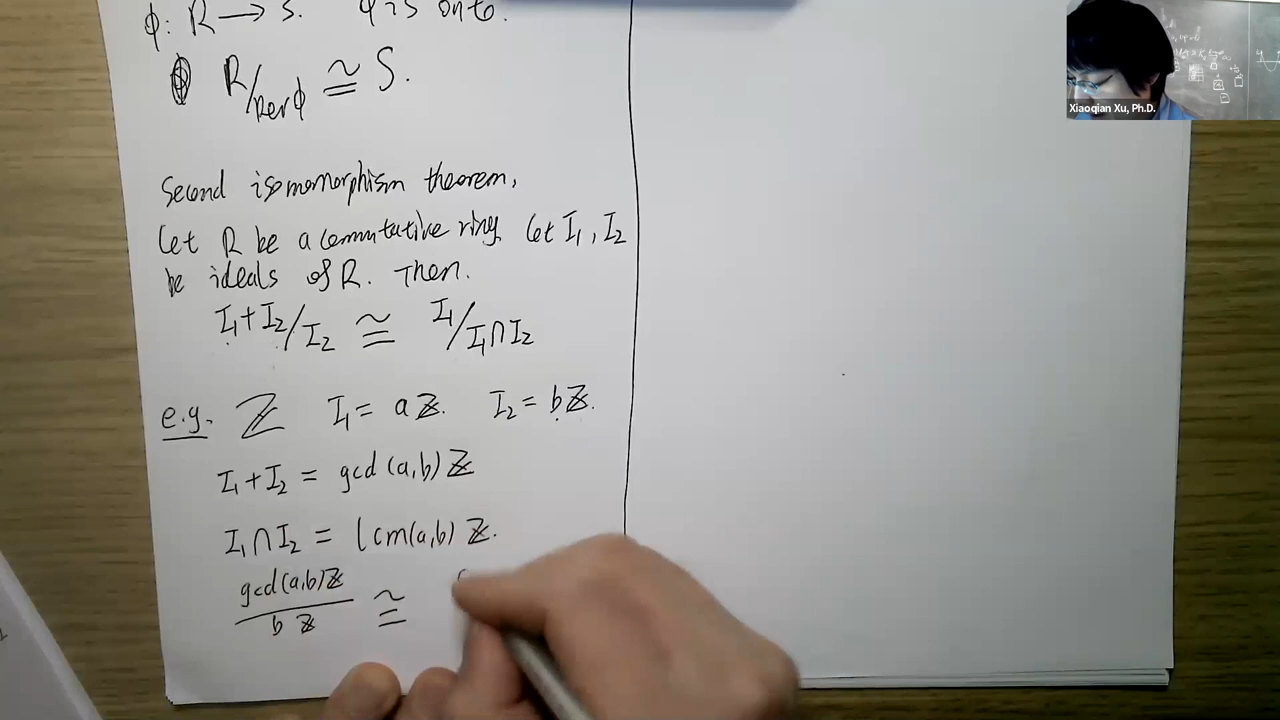 ϕ: R → S. ϕ is onto.
R/Kerϕ ≅ S.
Second isomorphism theorem,
Let R be a commutative ring. Let I₁, I₂
be ideals of R. Then.
I₁+I₂/I₂ ≅ I₁/I₁∩I₂
e.g. ℤ I₁ = aℤ. I₂ = bℤ.
I₁+I₂ = gcd(a,b)ℤ
I₁∩I₂ = lcm(a,b)ℤ.
gcd(a,b)ℤ
bℤ ≅
Xiaoqian Xu, Ph.D.